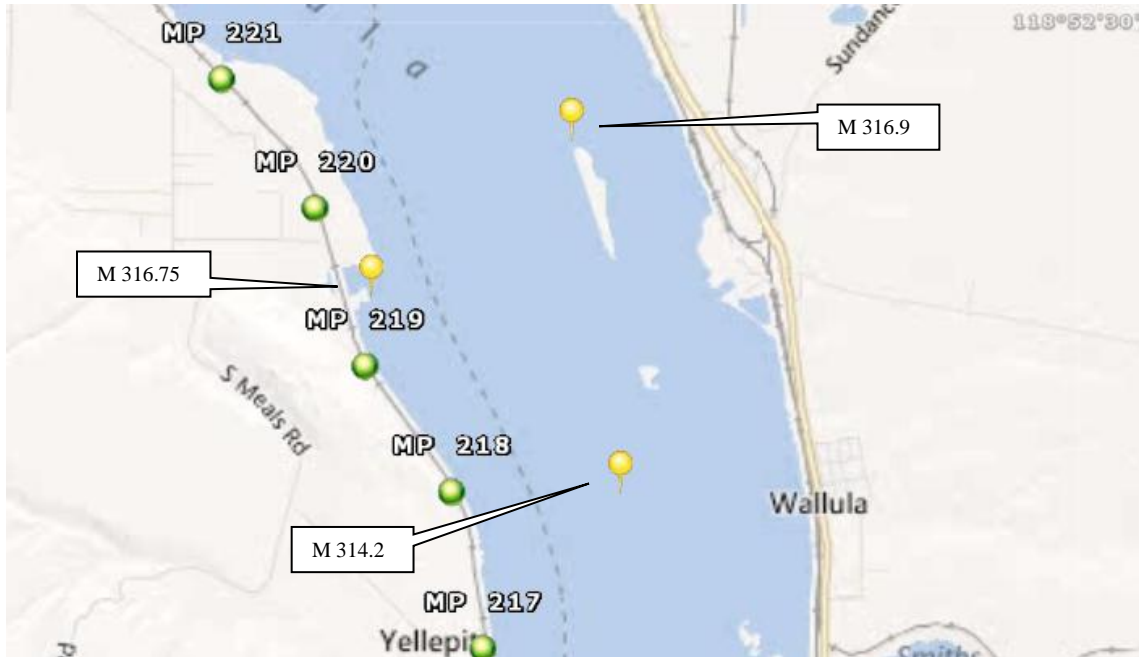 MP 221
118°52'30"
Sundance
M 316.9
MP 220
M 316.75
MP 219
S Meals Rd
MP 218
Wallula
M 314.2
MP 217
Yellepit
Smiths